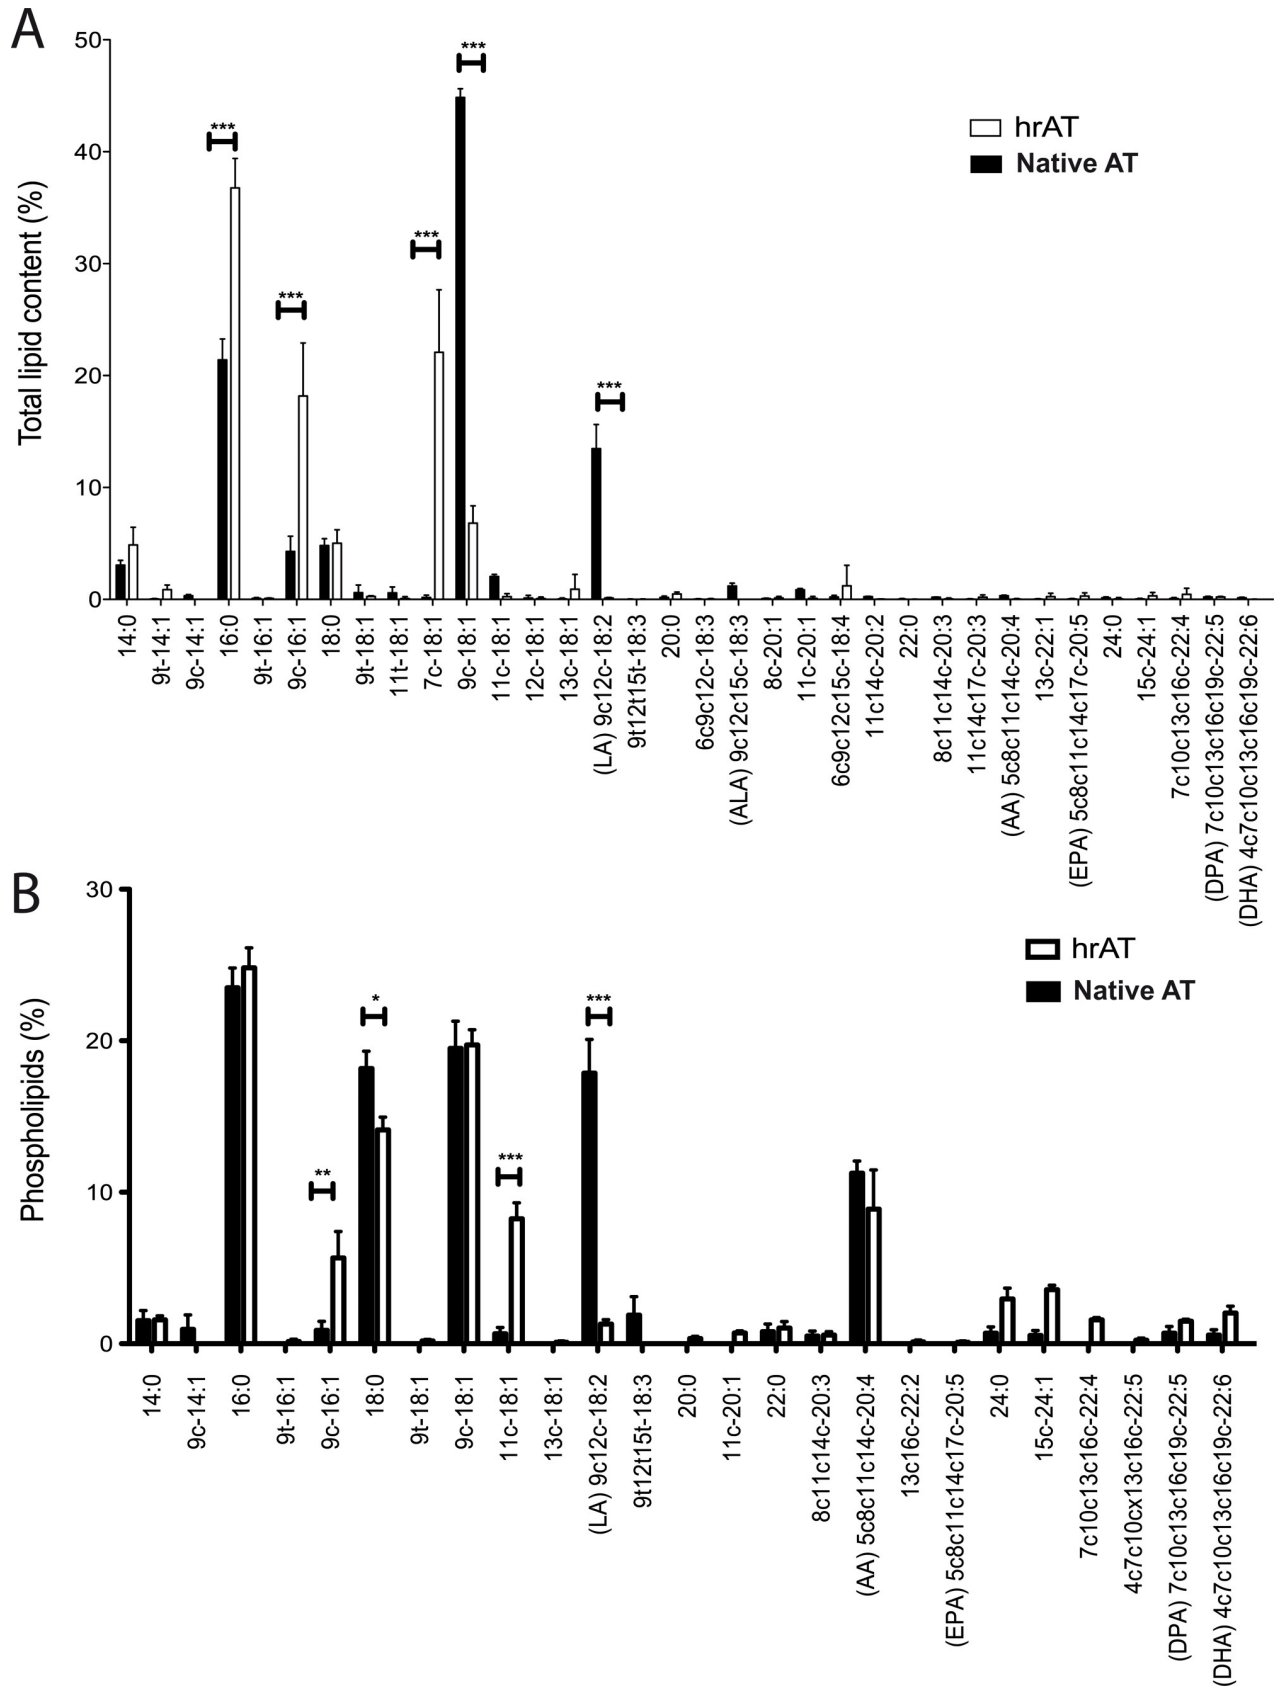 A
Total lipid content (%)
50
40
30
20
10
0
***
***
***
***
***
hrAT
Native AT
14:0
9t-14:1
9c-14:1
16:0
9t-16:1
9c-16:1
18:0
9t-18:1
11t-18:1
7c-18:1
9c-18:1
11c-18:1
12c-18:1
13c-18:1
(LA) 9c12c-18:2
9t12t15t-18:3
20:0
6c9c12c-18:3
(ALA) 9c12c15c-18:3
8c-20:1
11c-20:1
6c9c12c15c-18:4
11c14c-20:2
22:0
8c11c14c-20:3
11c14c17c-20:3
(AA) 5c8c11c14c-20:4
13c-22:1
(EPA) 5c8c11c14c17c-20:5
24:0
15c-24:1
7c10c13c16c-22:4
(DPA) 7c10c13c16c19c-22:5
(DHA) 4c7c10c13c16c19c-22:6
B
Phospholipids (%)
30
20
10
0
**
*
***
***
hrAT
Native AT
14:0
9c-14:1
16:0
9t-16:1
9c-16:1
18:0
9t-18:1
9c-18:1
11c-18:1
13c-18:1
(LA) 9c12c-18:2
9t12t15t-18:3
20:0
11c-20:1
22:0
8c11c14c-20:3
(AA) 5c8c11c14c-20:4
13c16c-22:2
(EPA) 5c8c11c14c17c-20:5
24:0
15c-24:1
7c10c13c16c-22:4
4c7c10cx13c16c-22:5
(DPA) 7c10c13c16c19c-22:5
(DHA) 4c7c10c13c16c19c-22:6